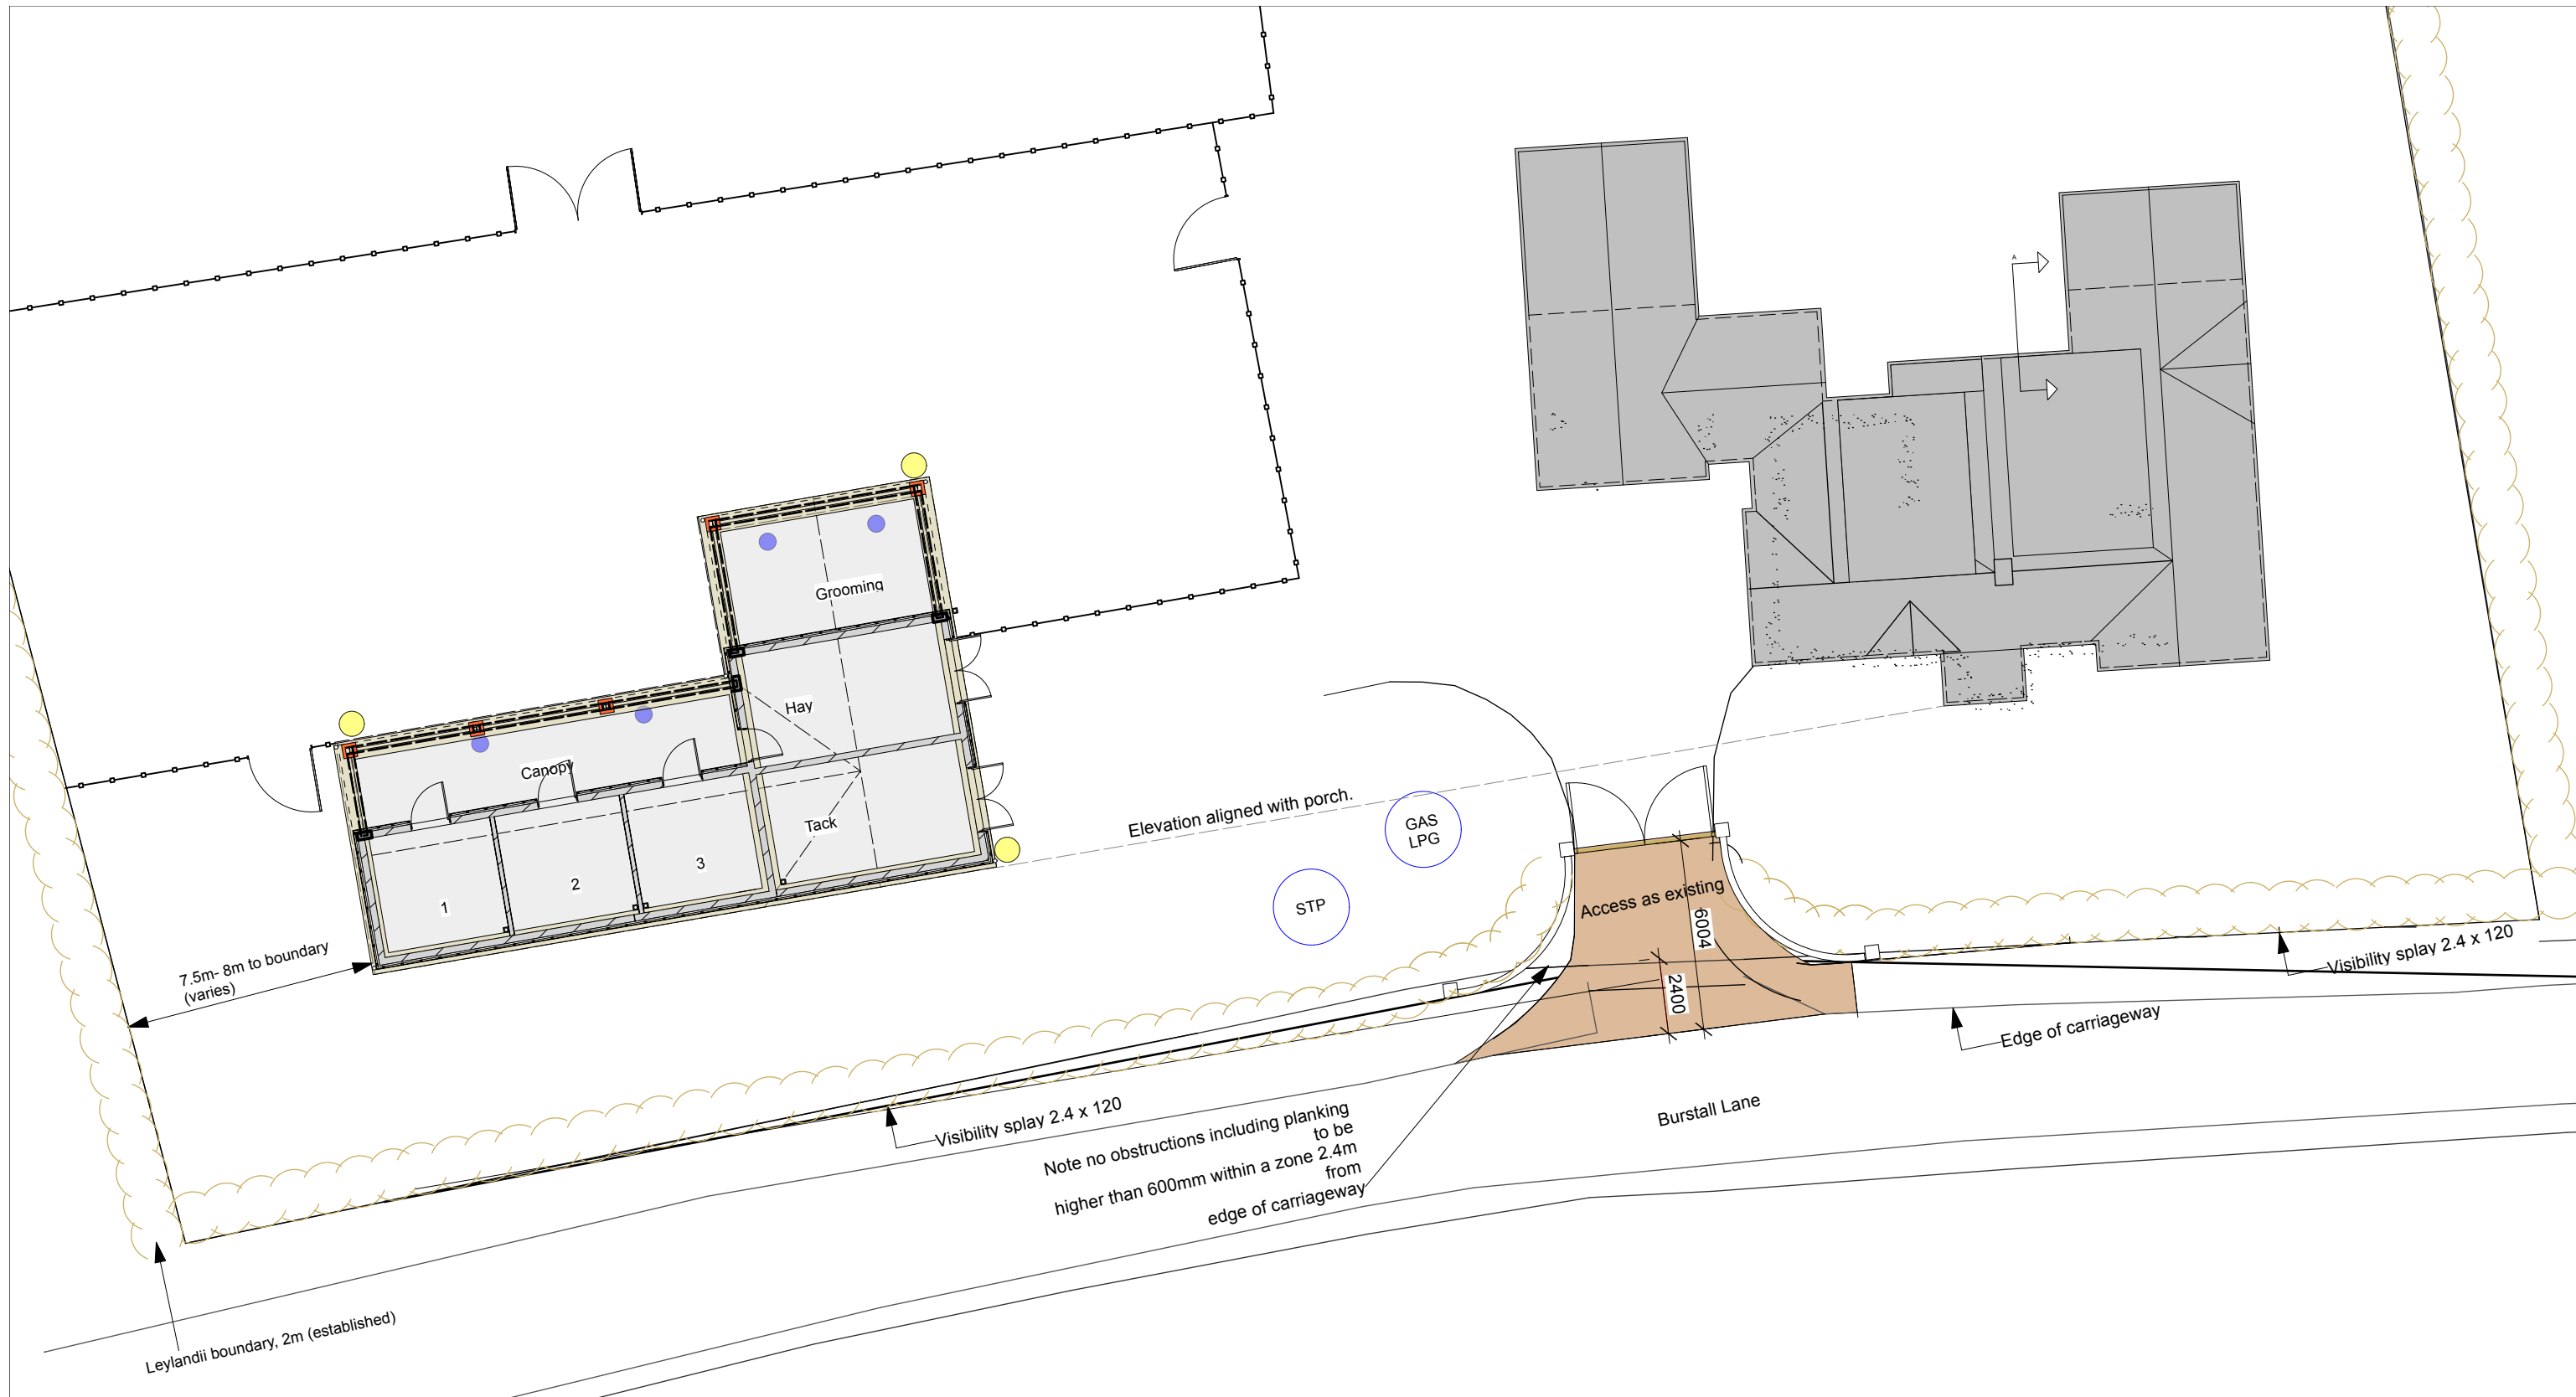 A
Grooming
Hay
Canopy
Tack
1
2
3
Elevation aligned with porch.
GAS
LPG
STP
Access as existing
6004
2400
7.5m- 8m to boundary
(varies)
Visibility splay 2.4 x 120
Edge of carriageway
Burstall Lane
Visibility splay 2.4 x 120
Note no obstructions including planking
to be
higher than 600mm within a zone 2.4m
from
edge of carriageway
Leylandii boundary, 2m (established)